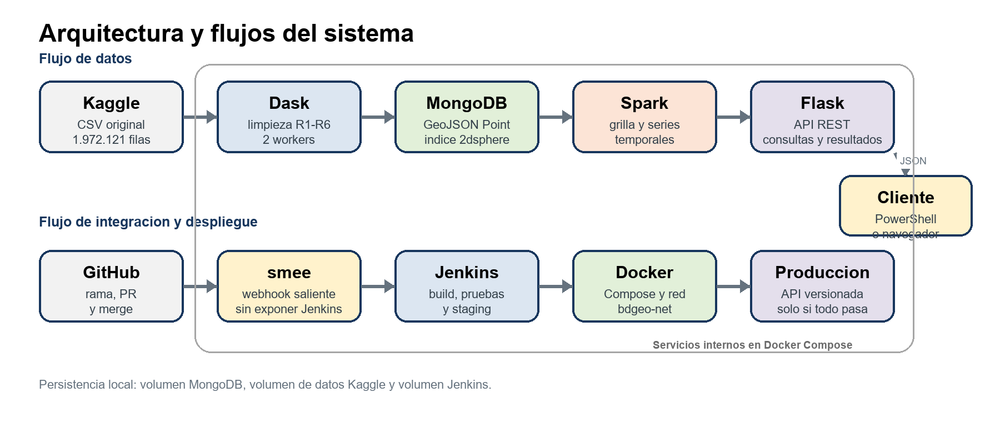 Arquitectura y flujos del sistema
Flujo de datos
Kaggle
CSV original
1.972.121 filas
Dask
limpieza R1-R6
2 workers
MongoDB
GeoJSON Point
indice 2dsphere
Spark
grilla y series
temporales
Flask
API REST
consultas y resultados
JSON
Cliente
PowerShell
o navegador
Flujo de integracion y despliegue
GitHub
rama, PR
y merge
smee
webhook saliente
sin exponer Jenkins
Jenkins
build, pruebas
y staging
Docker
Compose y red
bdgeo-net
Produccion
API versionada
solo si todo pasa
Servicios internos en Docker Compose
Persistencia local: volumen MongoDB, volumen de datos Kaggle y volumen Jenkins.